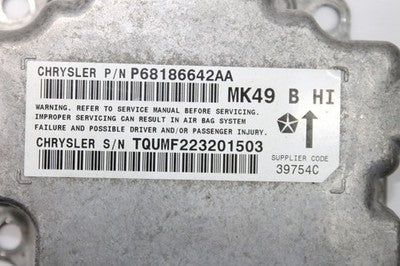 CHRYSLER P/N P68186642AA
MK49 B HI
WARNING. REFER TO SERVICE MANUAL BEFORE SERVICING.
IMPROPER SERVICING CAN RESULT IN AIR BAG SYSTEM
FAILURE AND POSSIBLE DRIVER AND/OR PASSENGER INJURY.
CHRYSLER S/N TQUMF223201503
SUPPLIER CODE
39754C